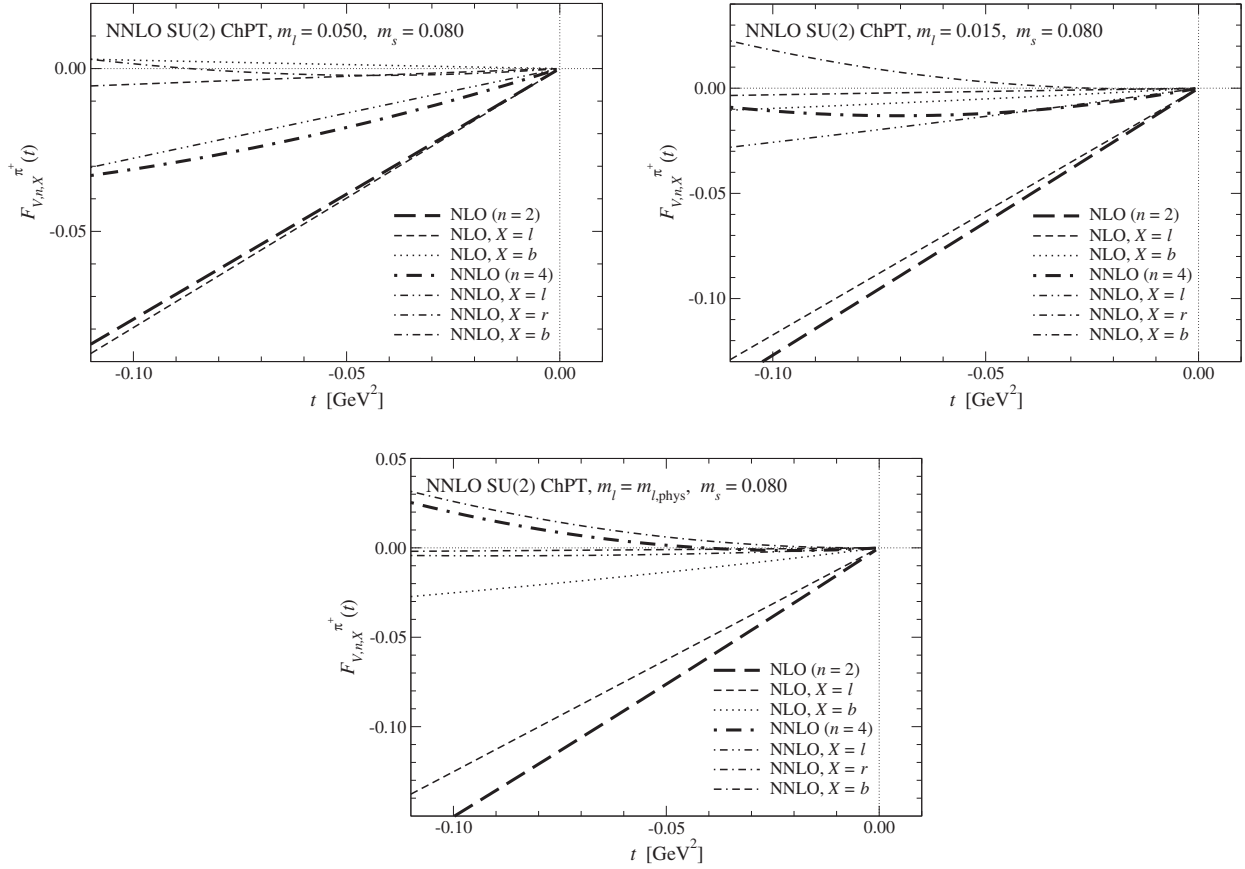 NNLO SU(2) ChPT, m_l = 0.050, m_s = 0.080
0.00
-0.05
F_{V,n,X}^{π^+}(t)
NLO (n = 2)
NLO, X = l
NLO, X = b
NNLO (n = 4)
NNLO, X = l
NNLO, X = r
NNLO, X = b
-0.10 -0.05 0.00
t [GeV^2]
NNLO SU(2) ChPT, m_l = 0.015, m_s = 0.080
0.00
-0.05
-0.10
F_{V,n,X}^{π^+}(t)
NLO (n = 2)
NLO, X = l
NLO, X = b
NNLO (n = 4)
NNLO, X = l
NNLO, X = r
NNLO, X = b
-0.10 -0.05 0.00
t [GeV^2]
0.05
NNLO SU(2) ChPT, m_l = m_{l,phys}, m_s = 0.080
0.00
-0.05
-0.10
F_{V,n,X}^{π^+}(t)
NLO (n = 2)
NLO, X = l
NLO, X = b
NNLO (n = 4)
NNLO, X = l
NNLO, X = r
NNLO, X = b
-0.10 -0.05 0.00
t [GeV^2]